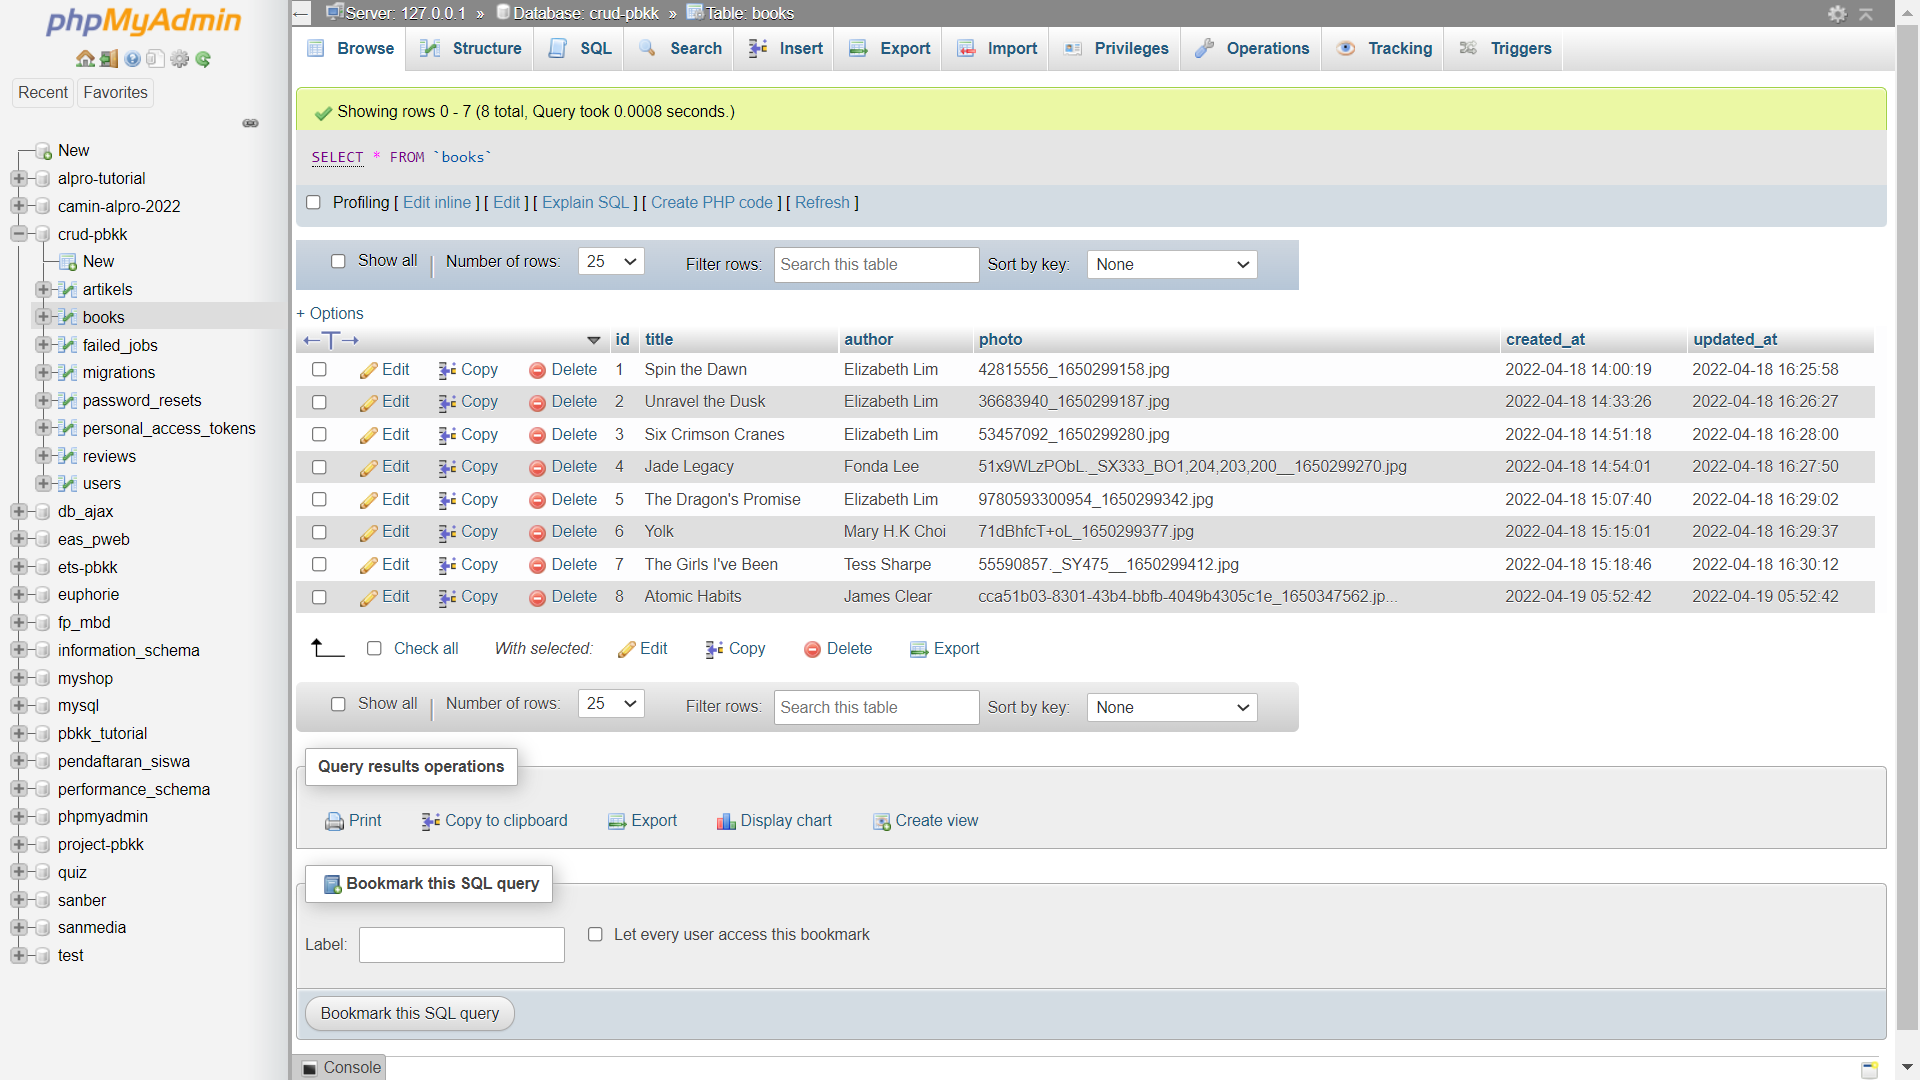 phpMyAdmin
Recent Favorites
New
alpro-tutorial
camin-alpro-2022
crud-pbkk
New
artikels
books
failed_jobs
migrations
password_resets
personal_access_tokens
reviews
users
db_ajax
eas_pweb
ets-pbkk
euphorie
fp_mbd
information_schema
myshop
mysql
pbkk_tutorial
pendaftaran_siswa
performance_schema
phpmyadmin
project-pbkk
quiz
sanber
sanmedia
test
Server: 127.0.0.1 » Database: crud-pbkk » Table: books
Browse Structure SQL Search Insert Export Import Privileges Operations Tracking Triggers
Showing rows 0 - 7 (8 total, Query took 0.0008 seconds.)
SELECT * FROM `books`
Profiling [ Edit inline ] [ Edit ] [ Explain SQL ] [ Create PHP code ] [ Refresh ]
Show all | Number of rows: 25 Filter rows: Search this table Sort by key: None
+ Options
←T→ id title author photo created_at updated_at
Edit Copy Delete 1 Spin the Dawn Elizabeth Lim 42815556_1650299158.jpg 2022-04-18 14:00:19 2022-04-18 16:25:58
Edit Copy Delete 2 Unravel the Dusk Elizabeth Lim 36683940_1650299187.jpg 2022-04-18 14:33:26 2022-04-18 16:26:27
Edit Copy Delete 3 Six Crimson Cranes Elizabeth Lim 53457092_1650299280.jpg 2022-04-18 14:51:18 2022-04-18 16:28:00
Edit Copy Delete 4 Jade Legacy Fonda Lee 51x9WLzPObL._SX333_BO1,204,203,200__1650299270.jpg 2022-04-18 14:54:01 2022-04-18 16:27:50
Edit Copy Delete 5 The Dragon's Promise Elizabeth Lim 9780593300954_1650299342.jpg 2022-04-18 15:07:40 2022-04-18 16:29:02
Edit Copy Delete 6 Yolk Mary H.K Choi 71dBhfcT+oL_1650299377.jpg 2022-04-18 15:15:01 2022-04-18 16:29:37
Edit Copy Delete 7 The Girls I've Been Tess Sharpe 55590857._SY475__1650299412.jpg 2022-04-18 15:18:46 2022-04-18 16:30:12
Edit Copy Delete 8 Atomic Habits James Clear cca51b03-8301-43b4-bbfb-4049b4305c1e_1650347562.jp... 2022-04-19 05:52:42 2022-04-19 05:52:42
Check all With selected: Edit Copy Delete Export
Show all | Number of rows: 25 Filter rows: Search this table Sort by key: None
Query results operations
Print Copy to clipboard Export Display chart Create view
Bookmark this SQL query
Label: Let every user access this bookmark
Bookmark this SQL query
Console